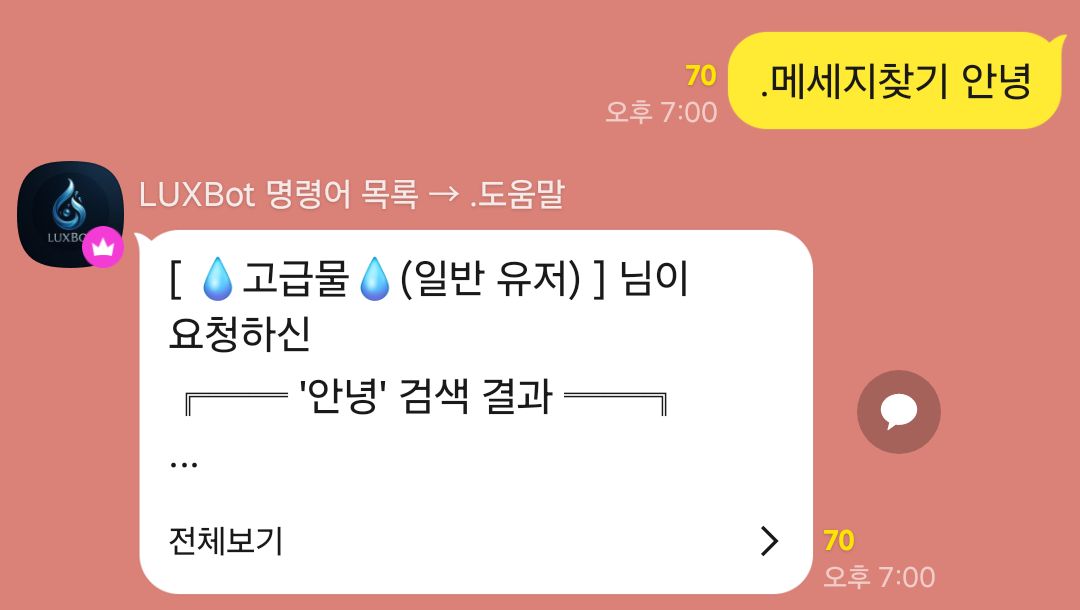 .메세지찾기 안녕
70
오후 7:00
LUXBot 명령어 목록 → .도움말
[ 💧고급물💧(일반 유저) ] 님이
요청하신
╔═══ '안녕' 검색 결과 ═══╗
...
전체보기
70
오후 7:00